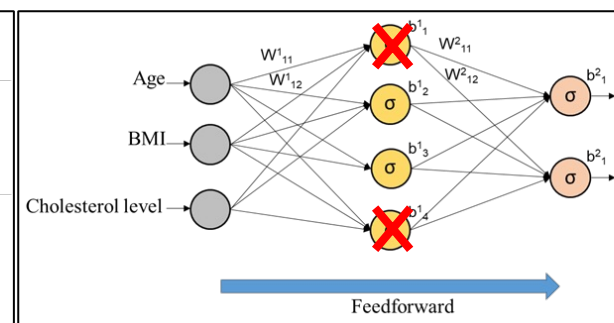 Age
BMI
Cholesterol level
W¹₁₁
W¹₁₂
b¹₁
σ b¹₂
σ b¹₃
b¹₄
W²₁₁
W²₁₂
σ b²₁
σ b²₁
Feedforward